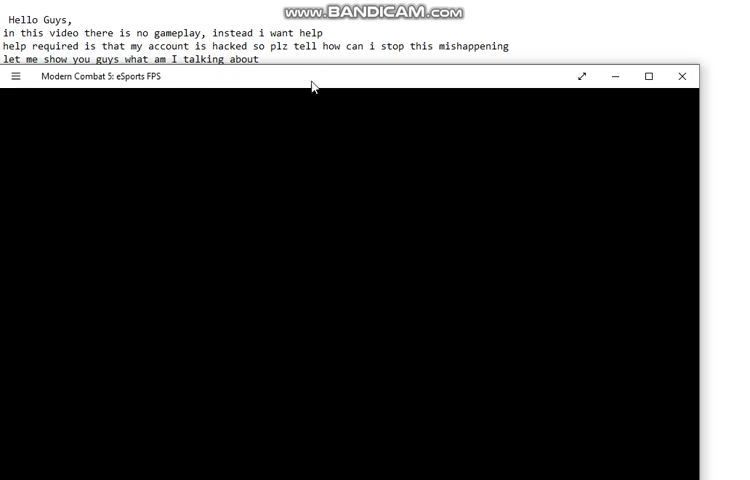 www.BANDICAM.com
Hello Guys,
in this video there is no gameplay, instead i want help
help required is that my account is hacked so plz tell how can i stop this mishappening
let me show you guys what am I talking about
Modern Combat 5: eSports FPS